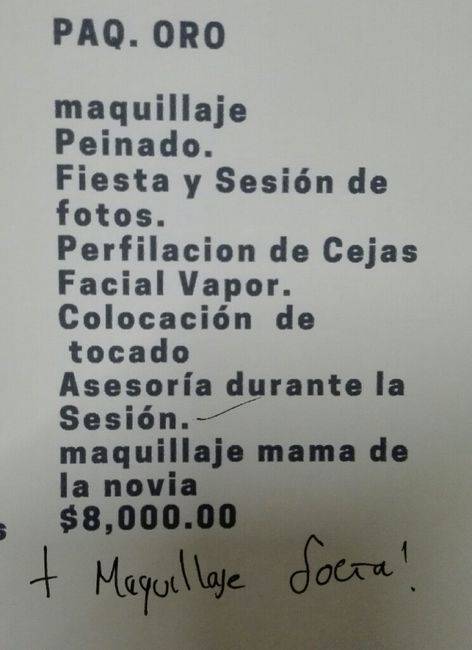 PAQ. ORO
maquillaje
Peinado.
Fiesta y Sesión de
fotos.
Perfilacion de Cejas
Facial Vapor.
Colocación de
tocado
Asesoría durante la
Sesión.
maquillaje mama de
la novia
s $8,000.00
+ Maquillaje Socra!